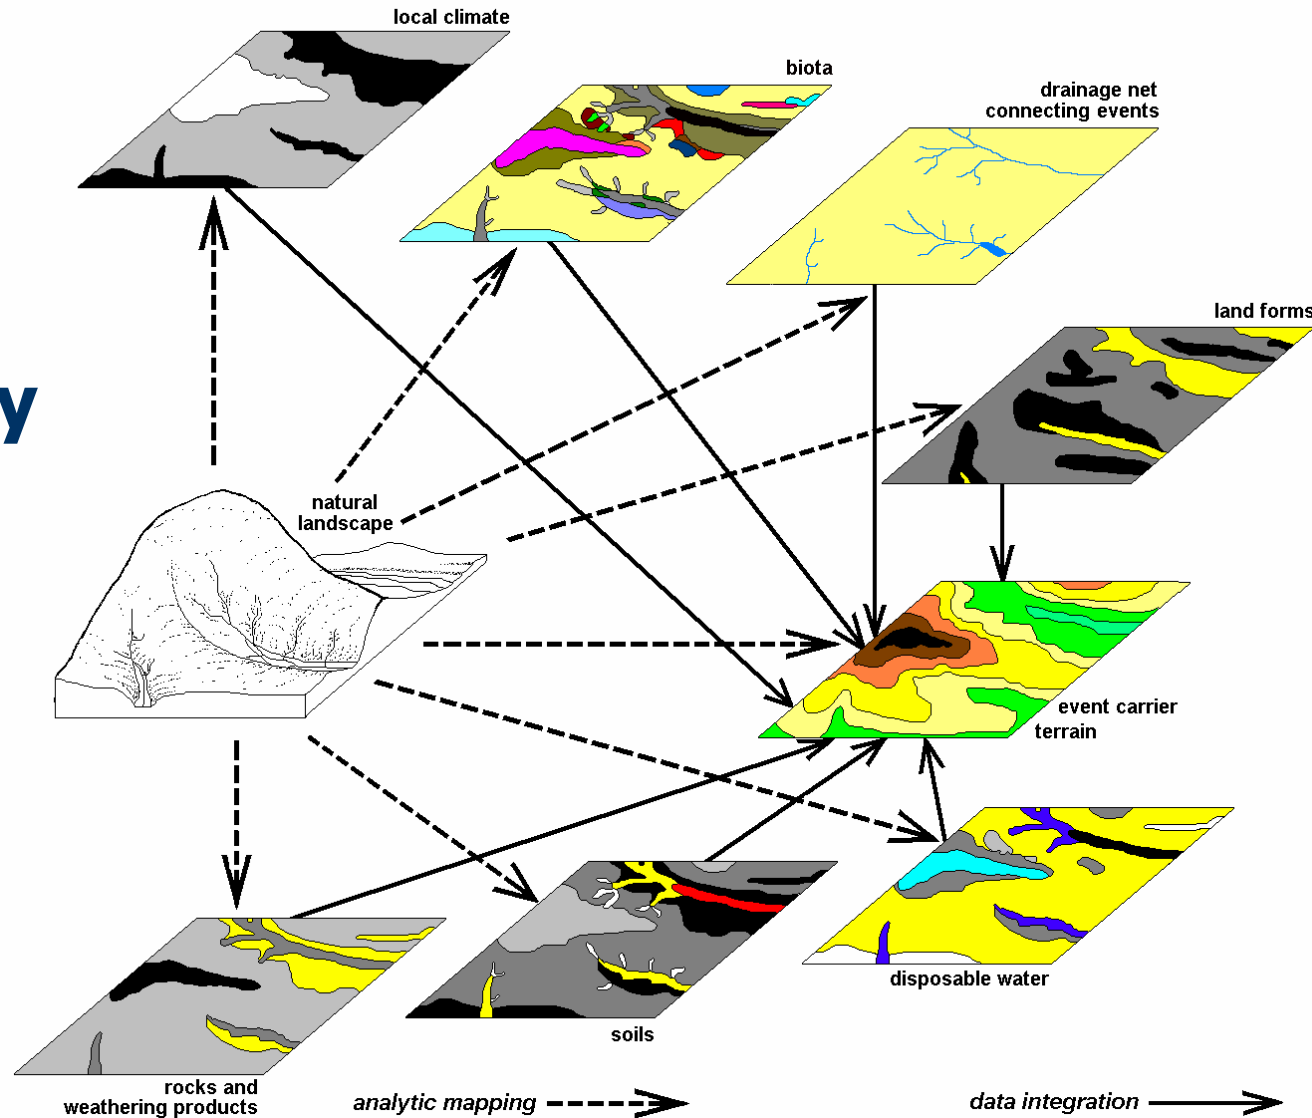 local climate
biota
drainage net
connecting events
land forms
y
natural
landscape
event carrier
terrain
disposable water
soils
rocks and
weathering products
analytic mapping
data integration